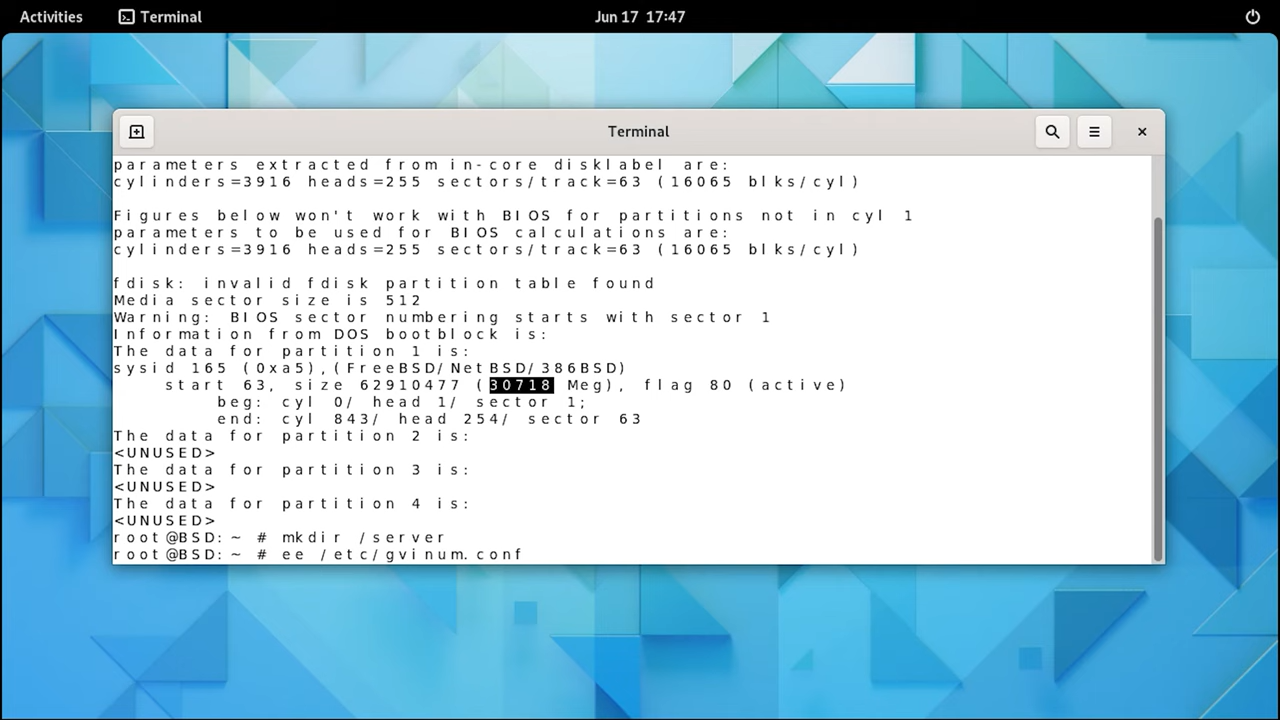 Activities Terminal Jun 17 17:47
Terminal
parameters extracted from in-core disklabel are:
cylinders=3916 heads=255 sectors/track=63 (16065 blks/cyl)
Figures below won't work with BIOS for partitions not in cyl 1
parameters to be used for BIOS calculations are:
cylinders=3916 heads=255 sectors/track=63 (16065 blks/cyl)
fdisk: invalid fdisk partition table found
Media sector size is 512
Warning: BIOS sector numbering starts with sector 1
Information from DOS bootblock is:
The data for partition 1 is:
sysid 165 (0xa5),(FreeBSD/NetBSD/386BSD)
start 63, size 62910477 (30718 Meg), flag 80 (active)
beg: cyl 0/ head 1/ sector 1;
end: cyl 843/ head 254/ sector 63
The data for partition 2 is:
<UNUSED>
The data for partition 3 is:
<UNUSED>
The data for partition 4 is:
<UNUSED>
root@BSD:~ # mkdir /server
root@BSD:~ # ee /etc/gvinum.conf